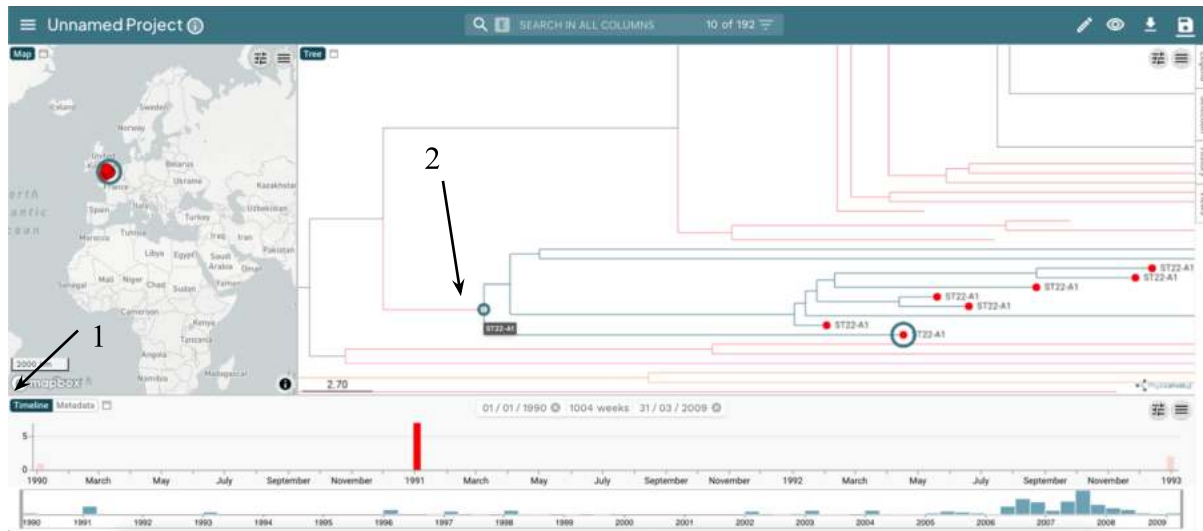 Unnamed Project
E SEARCH IN ALL COLUMNS 10 of 192
Map
Tree
Iceland
Sweden
Norway
United
Belarus
France
Ukraine
Kazakhstan
Spain
Italy
Turkey
Uzbekistan
Morocco
Tunisia
Iraq
Iran
Pakistan
Libya
Egypt
Saudi
Arabia
Oman
Senegal
Mali
Niger
Chad
Sudan
Yemen
Cameroon
Kenya
Tanzania
Angola
Namibia
Madagascar
mapbox
1
2
ST22-A1
ST22-A1
ST22-A1
ST22-A1
ST22-A1
ST22-A1
ST22-A1
T22-A1
2.70
Timeline Metadata
01 / 01 / 1990 1004 weeks 31 / 03 / 2009
5
0
1990 March May July September November 1991 March May July September November 1992 March May July September November 1993
1990 1991 1992 1993 1994 1995 1996 1997 1998 1999 2000 2001 2002 2003 2004 2005 2006 2007 2008 2009